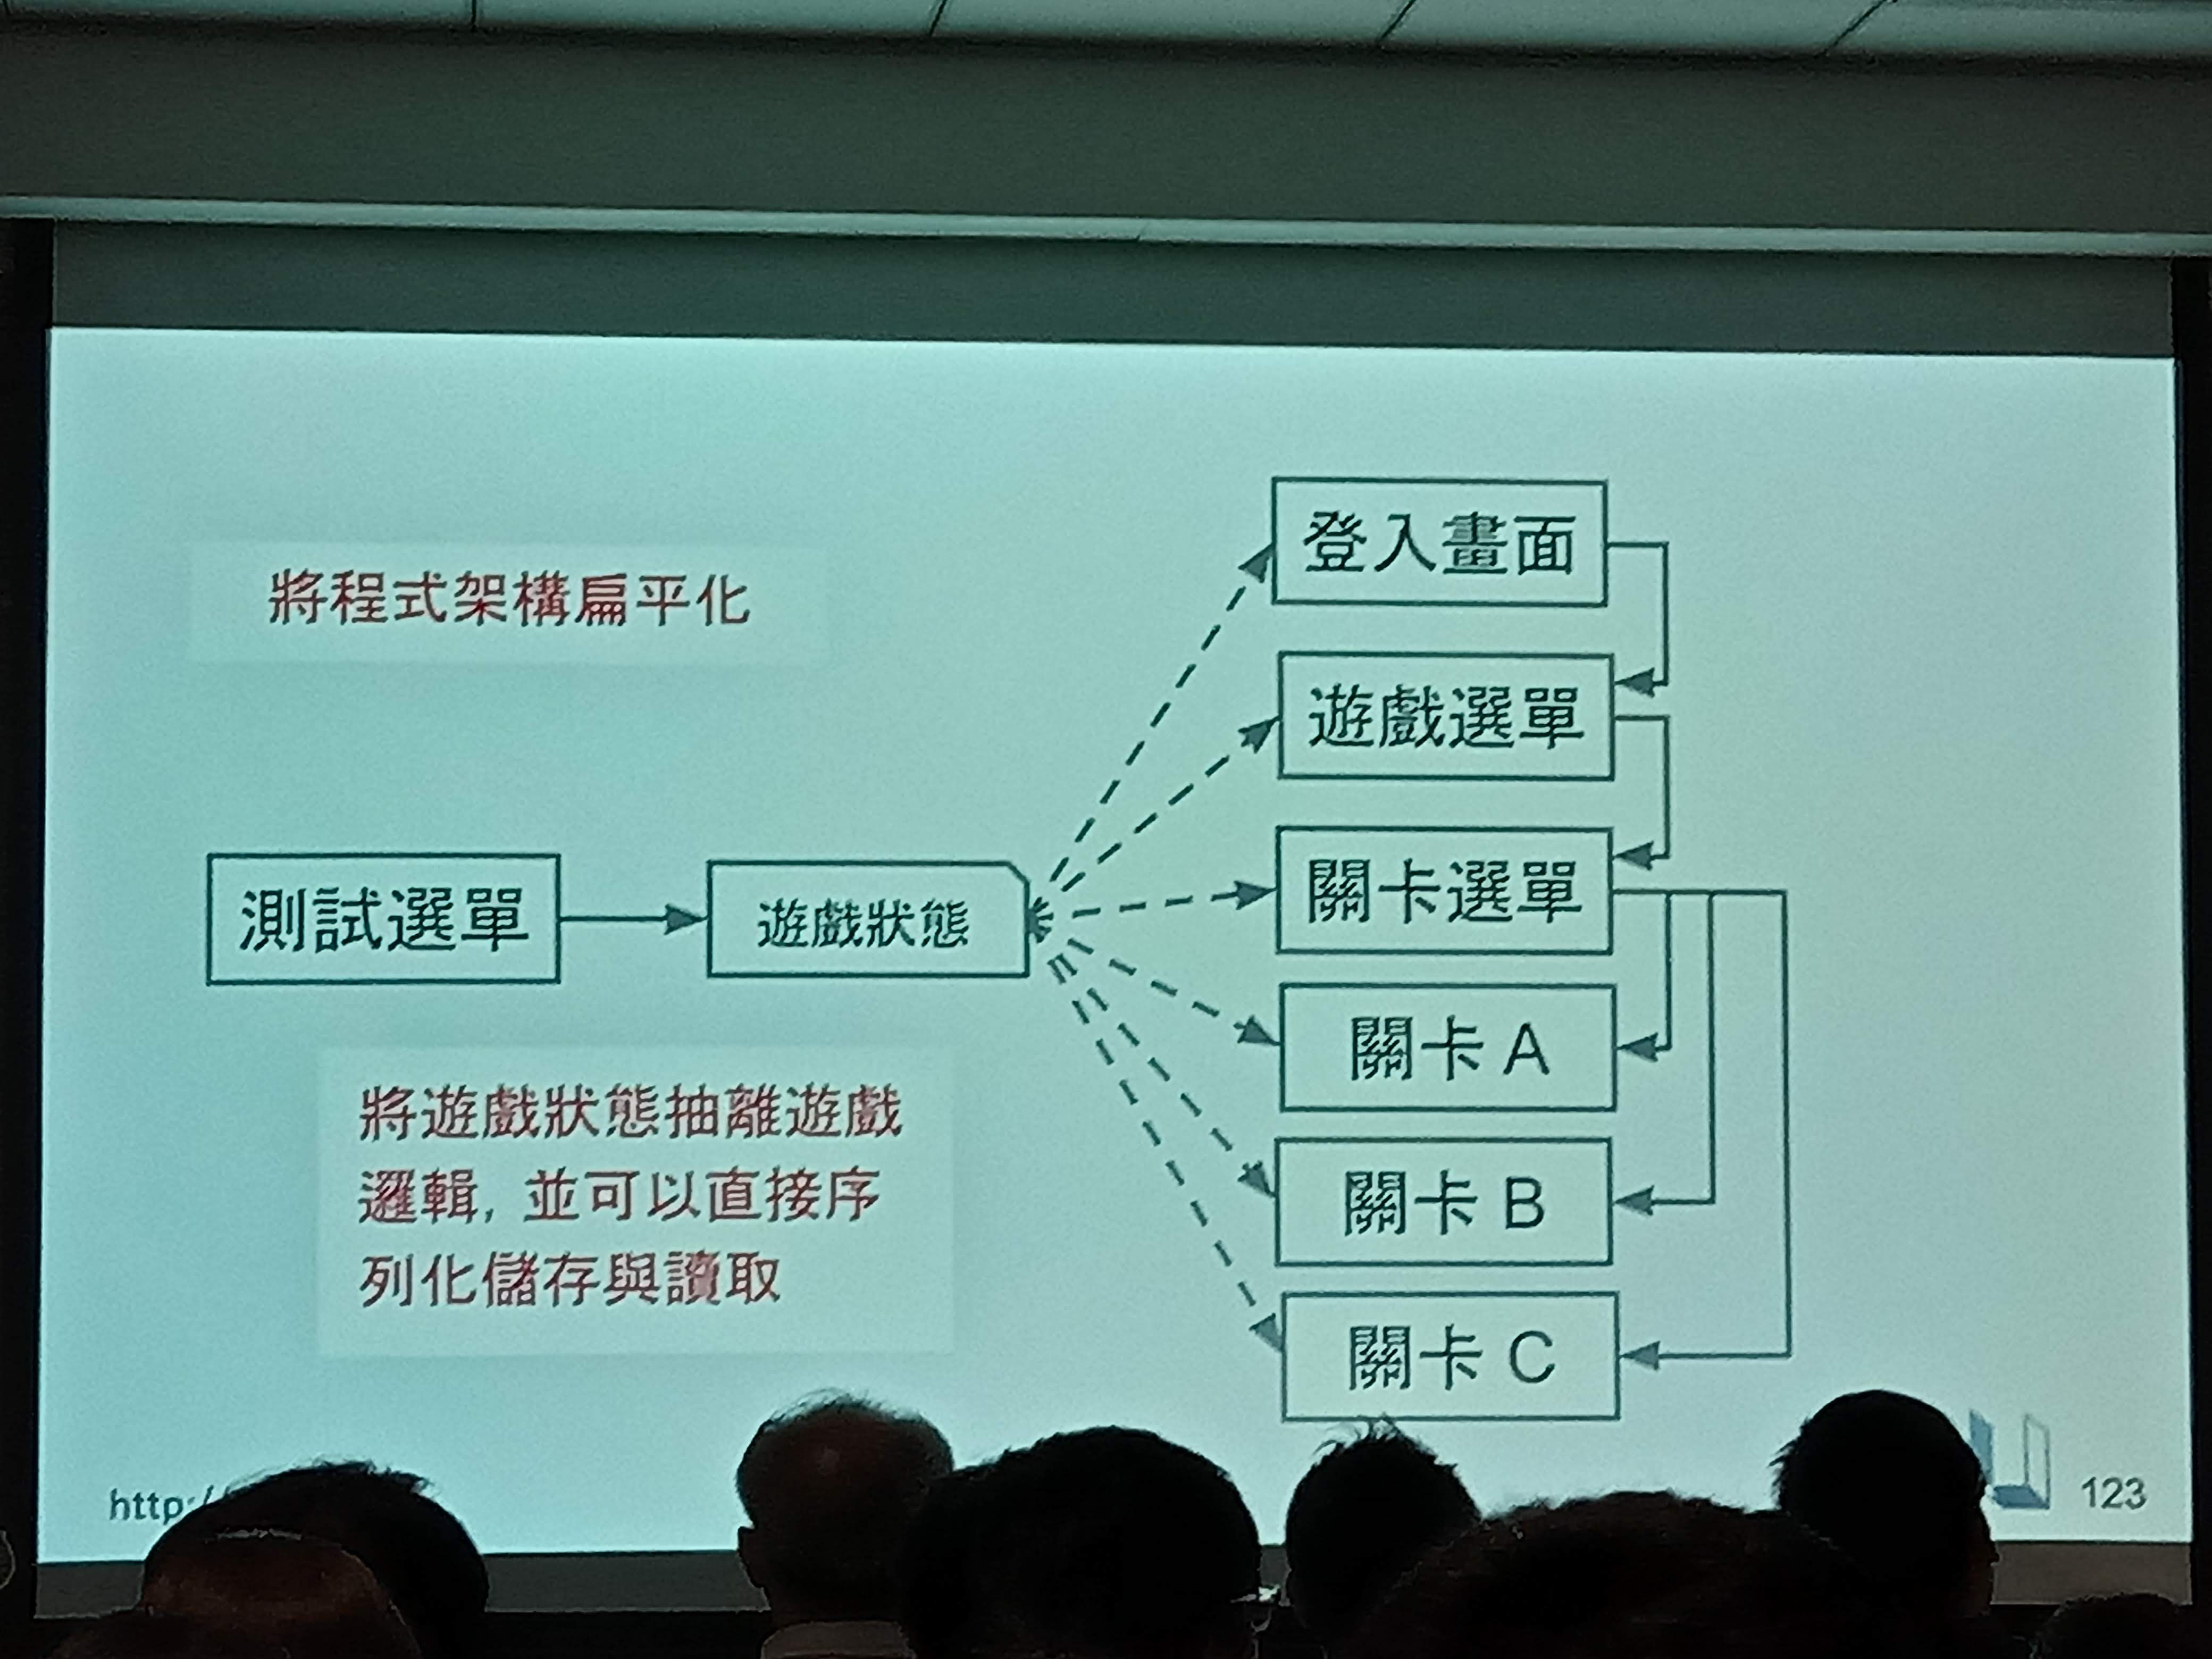 將程式架構扁平化
測試選單
遊戲狀態
將遊戲狀態抽離遊戲
邏輯, 並可以直接序
列化儲存與讀取
登入畫面
遊戲選單
關卡選單
關卡 A
關卡 B
關卡 C
http:/
123